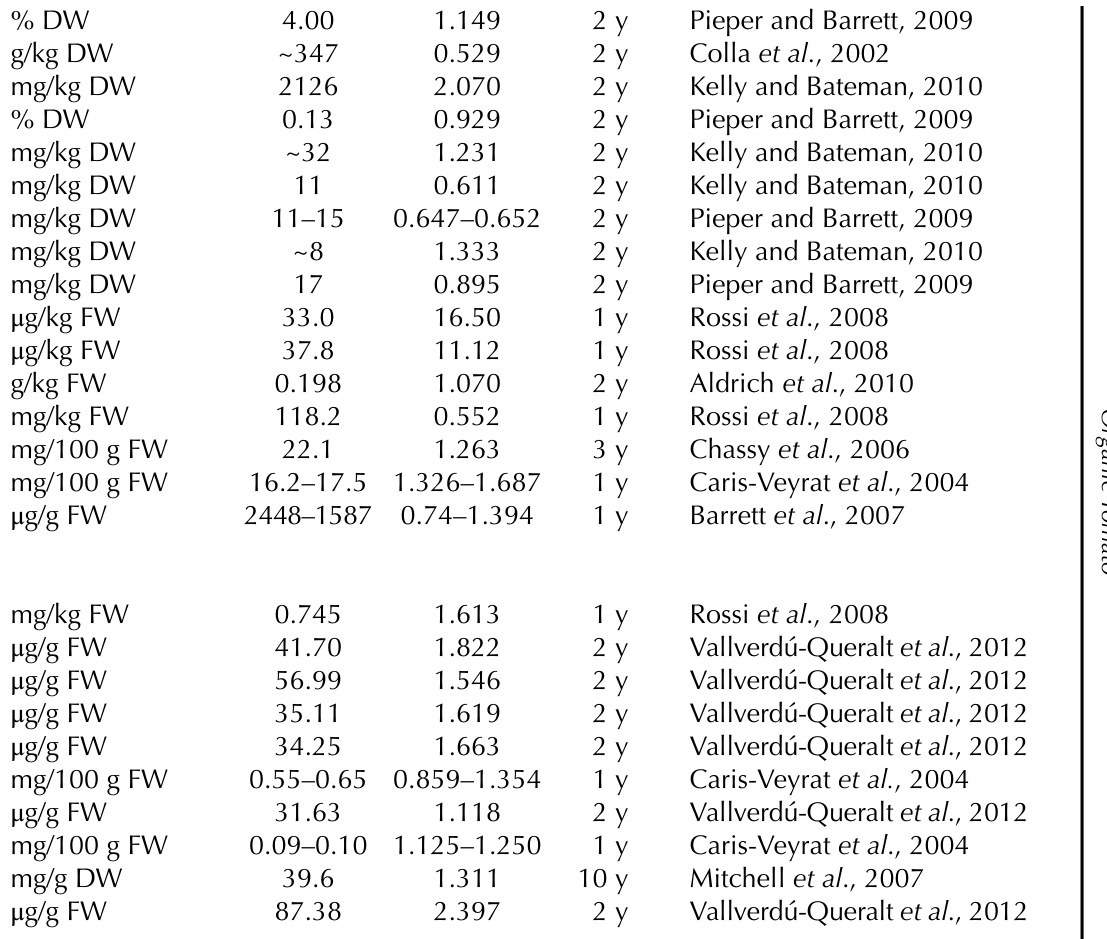 % DW 4.00 1.149 2 y Pieper and Barrett, 2009
g/kg DW ~347 0.529 2 y Colla et al., 2002
mg/kg DW 2126 2.070 2 y Kelly and Bateman, 2010
% DW 0.13 0.929 2 y Pieper and Barrett, 2009
mg/kg DW ~32 1.231 2 y Kelly and Bateman, 2010
mg/kg DW 11 0.611 2 y Kelly and Bateman, 2010
mg/kg DW 11–15 0.647–0.652 2 y Pieper and Barrett, 2009
mg/kg DW ~8 1.333 2 y Kelly and Bateman, 2010
mg/kg DW 17 0.895 2 y Pieper and Barrett, 2009
μg/kg FW 33.0 16.50 1 y Rossi et al., 2008
μg/kg FW 37.8 11.12 1 y Rossi et al., 2008
g/kg FW 0.198 1.070 2 y Aldrich et al., 2010
mg/kg FW 118.2 0.552 1 y Rossi et al., 2008
mg/100 g FW 22.1 1.263 3 y Chassy et al., 2006
mg/100 g FW 16.2–17.5 1.326–1.687 1 y Caris-Veyrat et al., 2004
μg/g FW 2448–1587 0.74–1.394 1 y Barrett et al., 2007
mg/kg FW 0.745 1.613 1 y Rossi et al., 2008
μg/g FW 41.70 1.822 2 y Vallverdú-Queralt et al., 2012
μg/g FW 56.99 1.546 2 y Vallverdú-Queralt et al., 2012
μg/g FW 35.11 1.619 2 y Vallverdú-Queralt et al., 2012
μg/g FW 34.25 1.663 2 y Vallverdú-Queralt et al., 2012
mg/100 g FW 0.55–0.65 0.859–1.354 1 y Caris-Veyrat et al., 2004
μg/g FW 31.63 1.118 2 y Vallverdú-Queralt et al., 2012
mg/100 g FW 0.09–0.10 1.125–1.250 1 y Caris-Veyrat et al., 2004
mg/g DW 39.6 1.311 10 y Mitchell et al., 2007
μg/g FW 87.38 2.397 2 y Vallverdú-Queralt et al., 2012